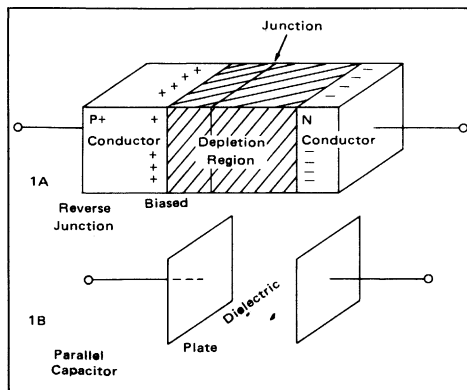 Junction
+ + + + +
– – – – –
P+ + N
Conductor Depletion Conductor
Region
+
+
+
1A
Reverse Biased
Junction
Dielectric
1B
Plate
Parallel
Capacitor